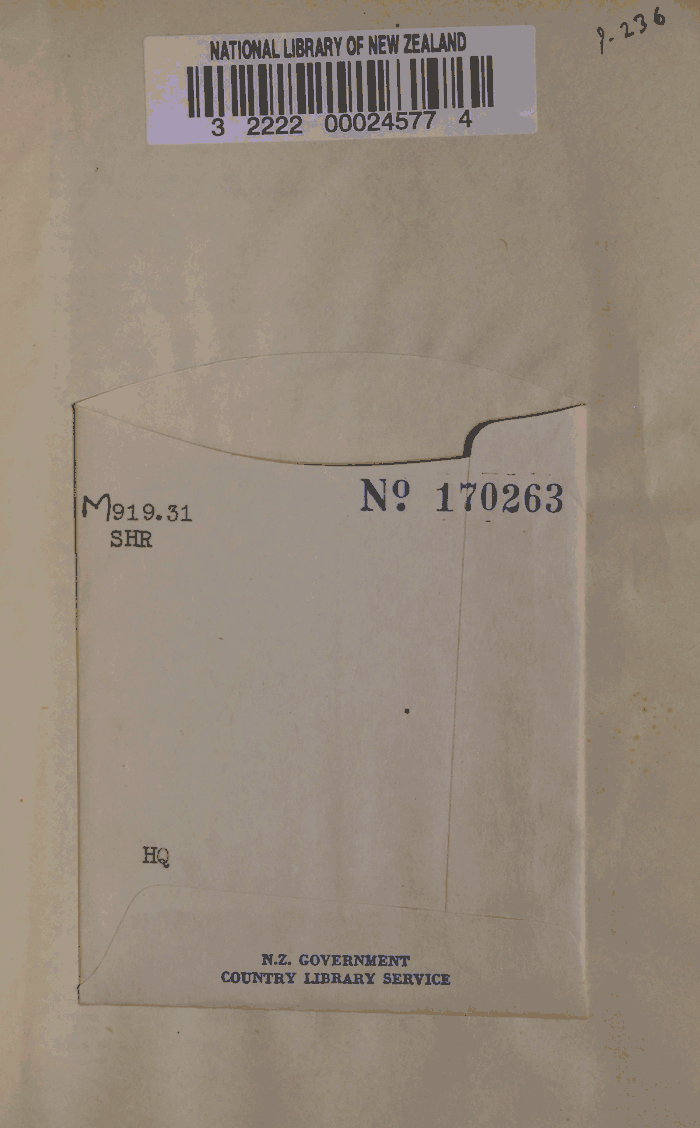 p. 236
NATIONAL LIBRARY OF NEW ZEALAND
3 2222 00024577 4
Nº 170263
M919.31
SHR
HQ
N.Z. GOVERNMENT
COUNTRY LIBRARY SERVICE